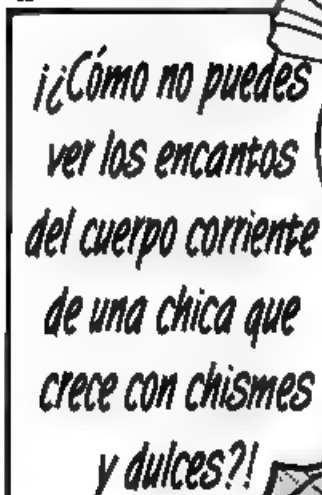 ¡¿Cómo no puedes
ver los encantos
del cuerpo corriente
de una chica que
crece con chismes
y dulces?!